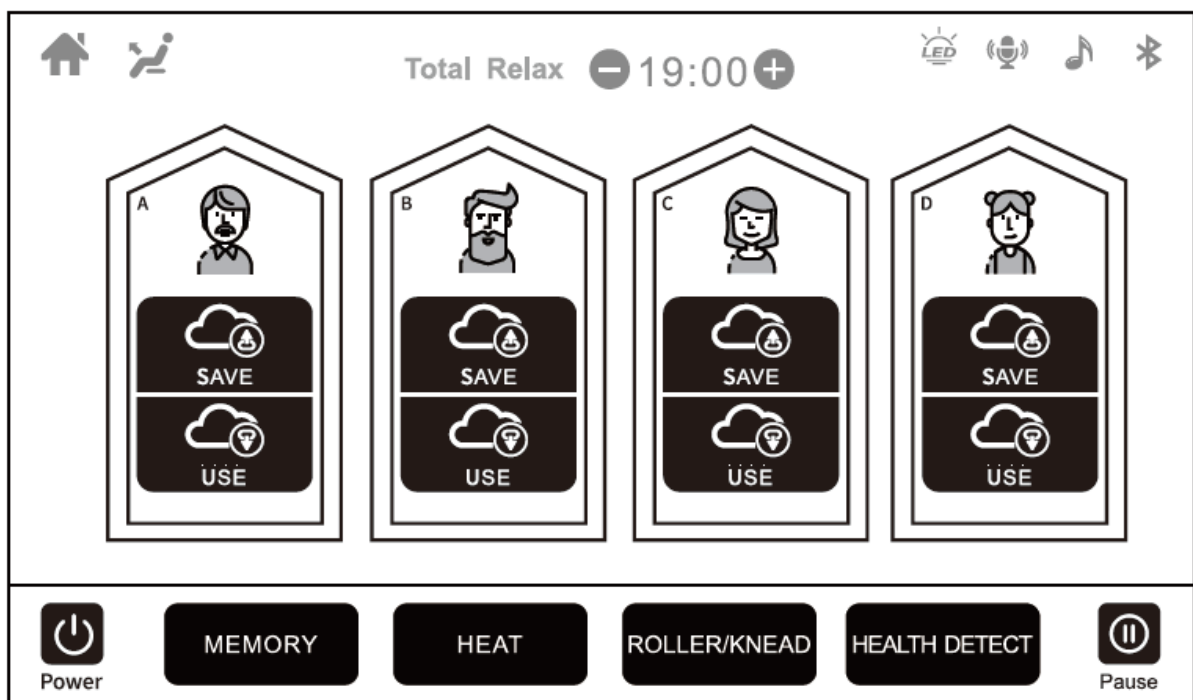 Total Relax 19:00
LED
A
B
C
D
SAVE
SAVE
SAVE
SAVE
USE
USE
USE
USE
MEMORY
HEAT
ROLLER/KNEAD
HEALTH DETECT
Power
Pause